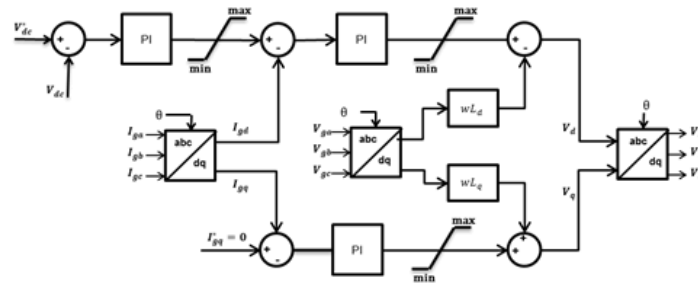 V*dc
+
-
Vdc
PI
max
min
+
-
PI
max
min
+
-
θ
Iga
Igb
Igc
abc
dq
Igd
Igq
θ
Vga
Vgb
Vgc
abc
dq
wLd
wLq
Vd
Vq
θ
abc
dq
V
V
V
I*gq = 0
+
-
PI
max
min
+
+